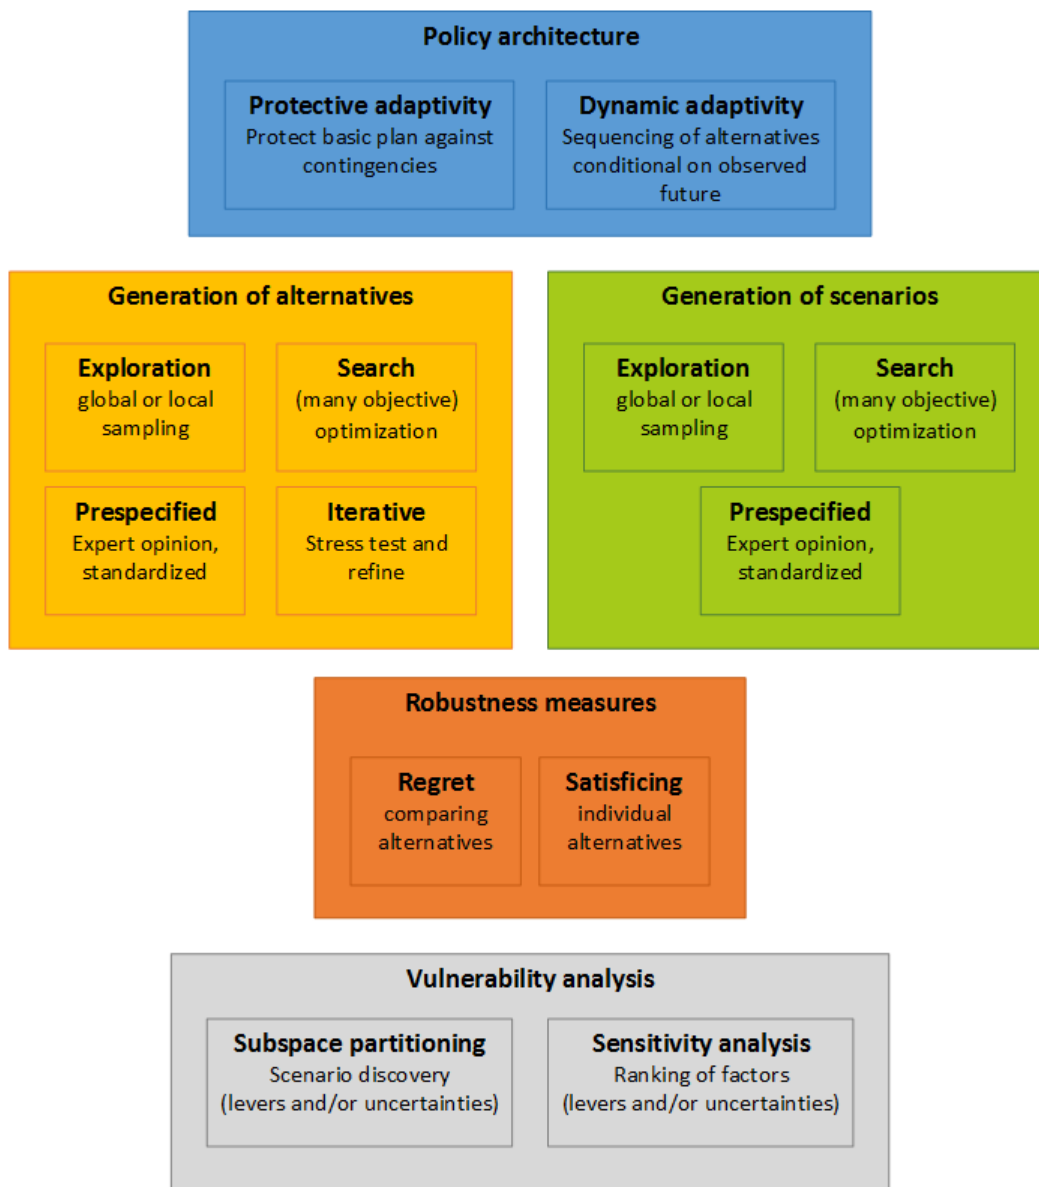 Policy architecture
Protective adaptivity
Protect basic plan against
contingencies
Dynamic adaptivity
Sequencing of alternatives
conditional on observed
future
Generation of alternatives
Exploration
global or local
sampling
Search
(many objective)
optimization
Prespecified
Expert opinion,
standardized
Iterative
Stress test and
refine
Generation of scenarios
Exploration
global or local
sampling
Search
(many objective)
optimization
Prespecified
Expert opinion,
standardized
Robustness measures
Regret
comparing
alternatives
Satisficing
individual
alternatives
Vulnerability analysis
Subspace partitioning
Scenario discovery
(levers and/or uncertainties)
Sensitivity analysis
Ranking of factors
(levers and/or uncertainties)